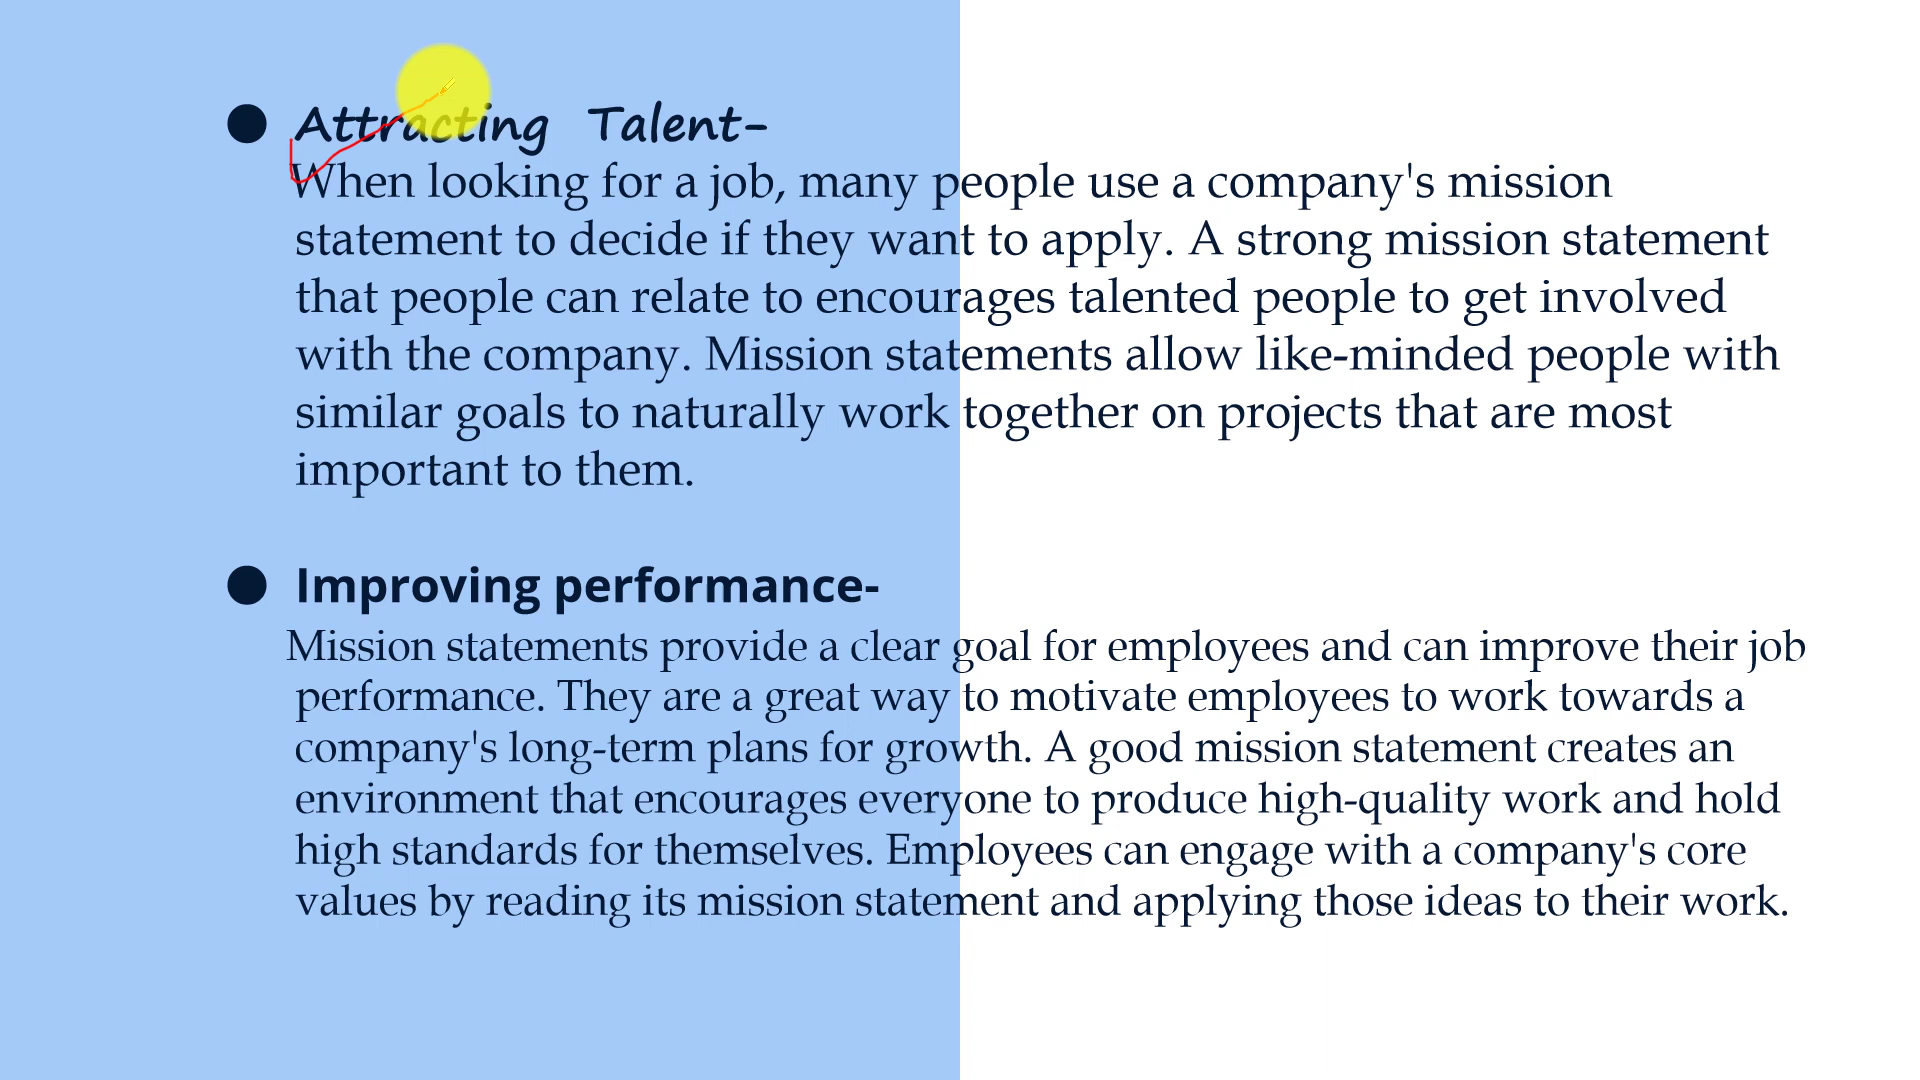 ● Attracting Talent-
When looking for a job, many people use a company's mission
statement to decide if they want to apply. A strong mission statement
that people can relate to encourages talented people to get involved
with the company. Mission statements allow like-minded people with
similar goals to naturally work together on projects that are most
important to them.
● Improving performance-
Mission statements provide a clear goal for employees and can improve their job
performance. They are a great way to motivate employees to work towards a
company's long-term plans for growth. A good mission statement creates an
environment that encourages everyone to produce high-quality work and hold
high standards for themselves. Employees can engage with a company's core
values by reading its mission statement and applying those ideas to their work.